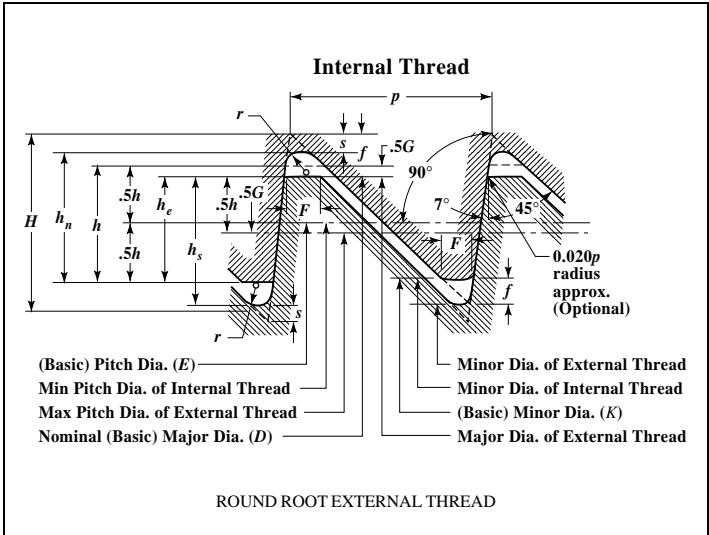 Internal Thread
p
r
s
f
.5G
90°
.5h
h_e
.5h
.5G
F
7°
45°
H
h_n
h
h_s
.5h
F
0.020p
radius
approx.
(Optional)
f
s
r
(Basic) Pitch Dia. (E)
Min Pitch Dia. of Internal Thread
Max Pitch Dia. of External Thread
Nominal (Basic) Major Dia. (D)
Minor Dia. of External Thread
Minor Dia. of Internal Thread
(Basic) Minor Dia. (K)
Major Dia. of External Thread
ROUND ROOT EXTERNAL THREAD